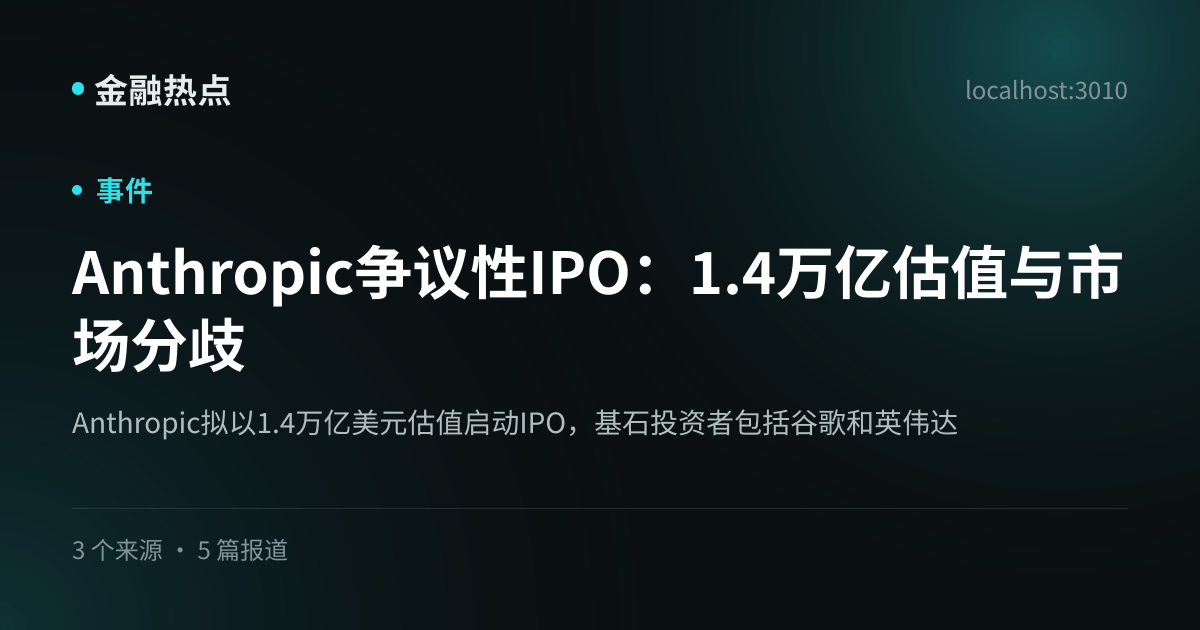 金融热点
localhost:3010
事件
Anthropic争议性IPO：1.4万亿估值与市
场分歧
Anthropic拟以1.4万亿美元估值启动IPO，基石投资者包括谷歌和英伟达
3 个来源 · 5 篇报道